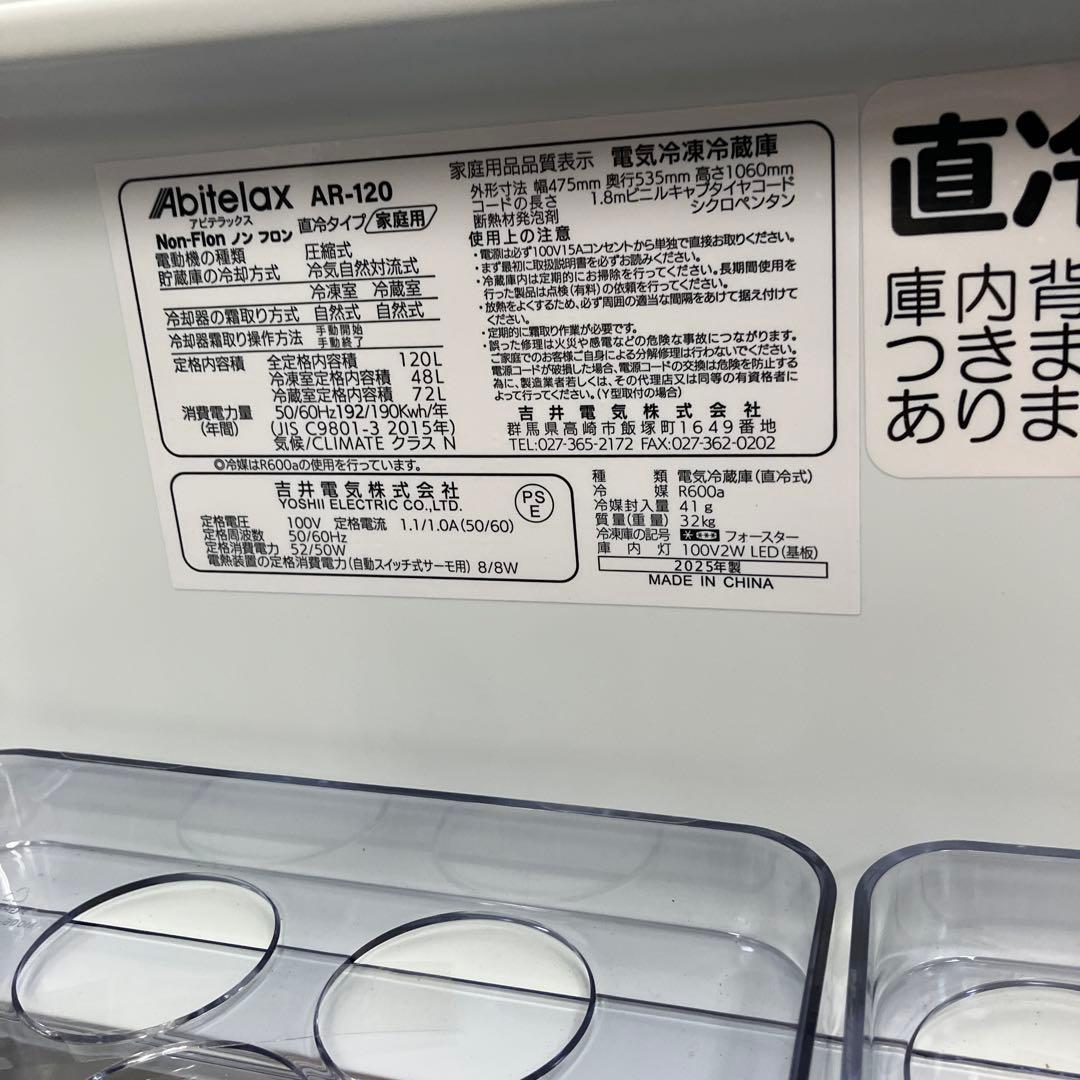 Abitelax AR-120
アビテラックス 直冷タイプ 家庭用
Non-Flon ノン フロン
電動機の種類 圧縮式
貯蔵庫の冷却方式 冷気自然対流式
冷凍室 冷蔵室
冷却器の霜取り方式 自然式 自然式
冷却器霜取り操作方法 手動開始
手動終了
定格内容積 全定格内容積 120L
冷凍室定格内容積 48L
冷蔵室定格内容積 72L
消費電力量 50/60Hz192/190Kwh/年
(年間) (JIS C9801-3 2015年)
気候/CLIMATE クラス N
家庭用品品質表示 電気冷凍冷蔵庫
外形寸法 幅475mm 奥行535mm 高さ1060mm
コードの長さ 1.8mビニルキャブタイヤコード
断熱材発泡剤 シクロペンタン
使用上の注意
・電源は必ず100V15Aコンセントから単独で直接お取りください。
・まず最初に取扱説明書を必ずお読みください。
・冷蔵庫内は定期的にお掃除を行ってください。長期間使用を
行った製品は点検(有料)の依頼を行ってください。
・放熱をよくするため、必ず周囲の適当な間隔をあけて据え付けて
ください。
・定期的に霜取り作業が必要です。
・誤った修理は火災や感電などの危険な事故につながります。
ご家庭でのお客様ご自身による分解修理は行わないでください。
電源コードが破損した場合、電源コードの交換は危険を防止する
為に、製造業者若しくは、その代理店又は同等の有資格者に
よって行ってください。(Y型取付の場合)
吉井電気株式会社
群馬県高崎市飯塚町1649番地
TEL:027-365-2172 FAX:027-362-0202
◎冷媒はR600aの使用を行っています。
吉井電気株式会社
YOSHII ELECTRIC CO.,LTD.
PS
E
定格電圧 100V 定格電流 1.1/1.0A(50/60)
定格周波数 50/60Hz
定格消費電力 52/50W
電熱装置の定格消費電力(自動スイッチ式サーモ用) 8/8W
種類 電気冷蔵庫(直冷式)
冷媒 R600a
冷媒封入量 41g
質量(重量) 32kg
冷凍庫の記号 フォースター
庫内灯 100V2W LED(基板)
2025年製
MADE IN CHINA
直冷
庫内背
つきま
ありま